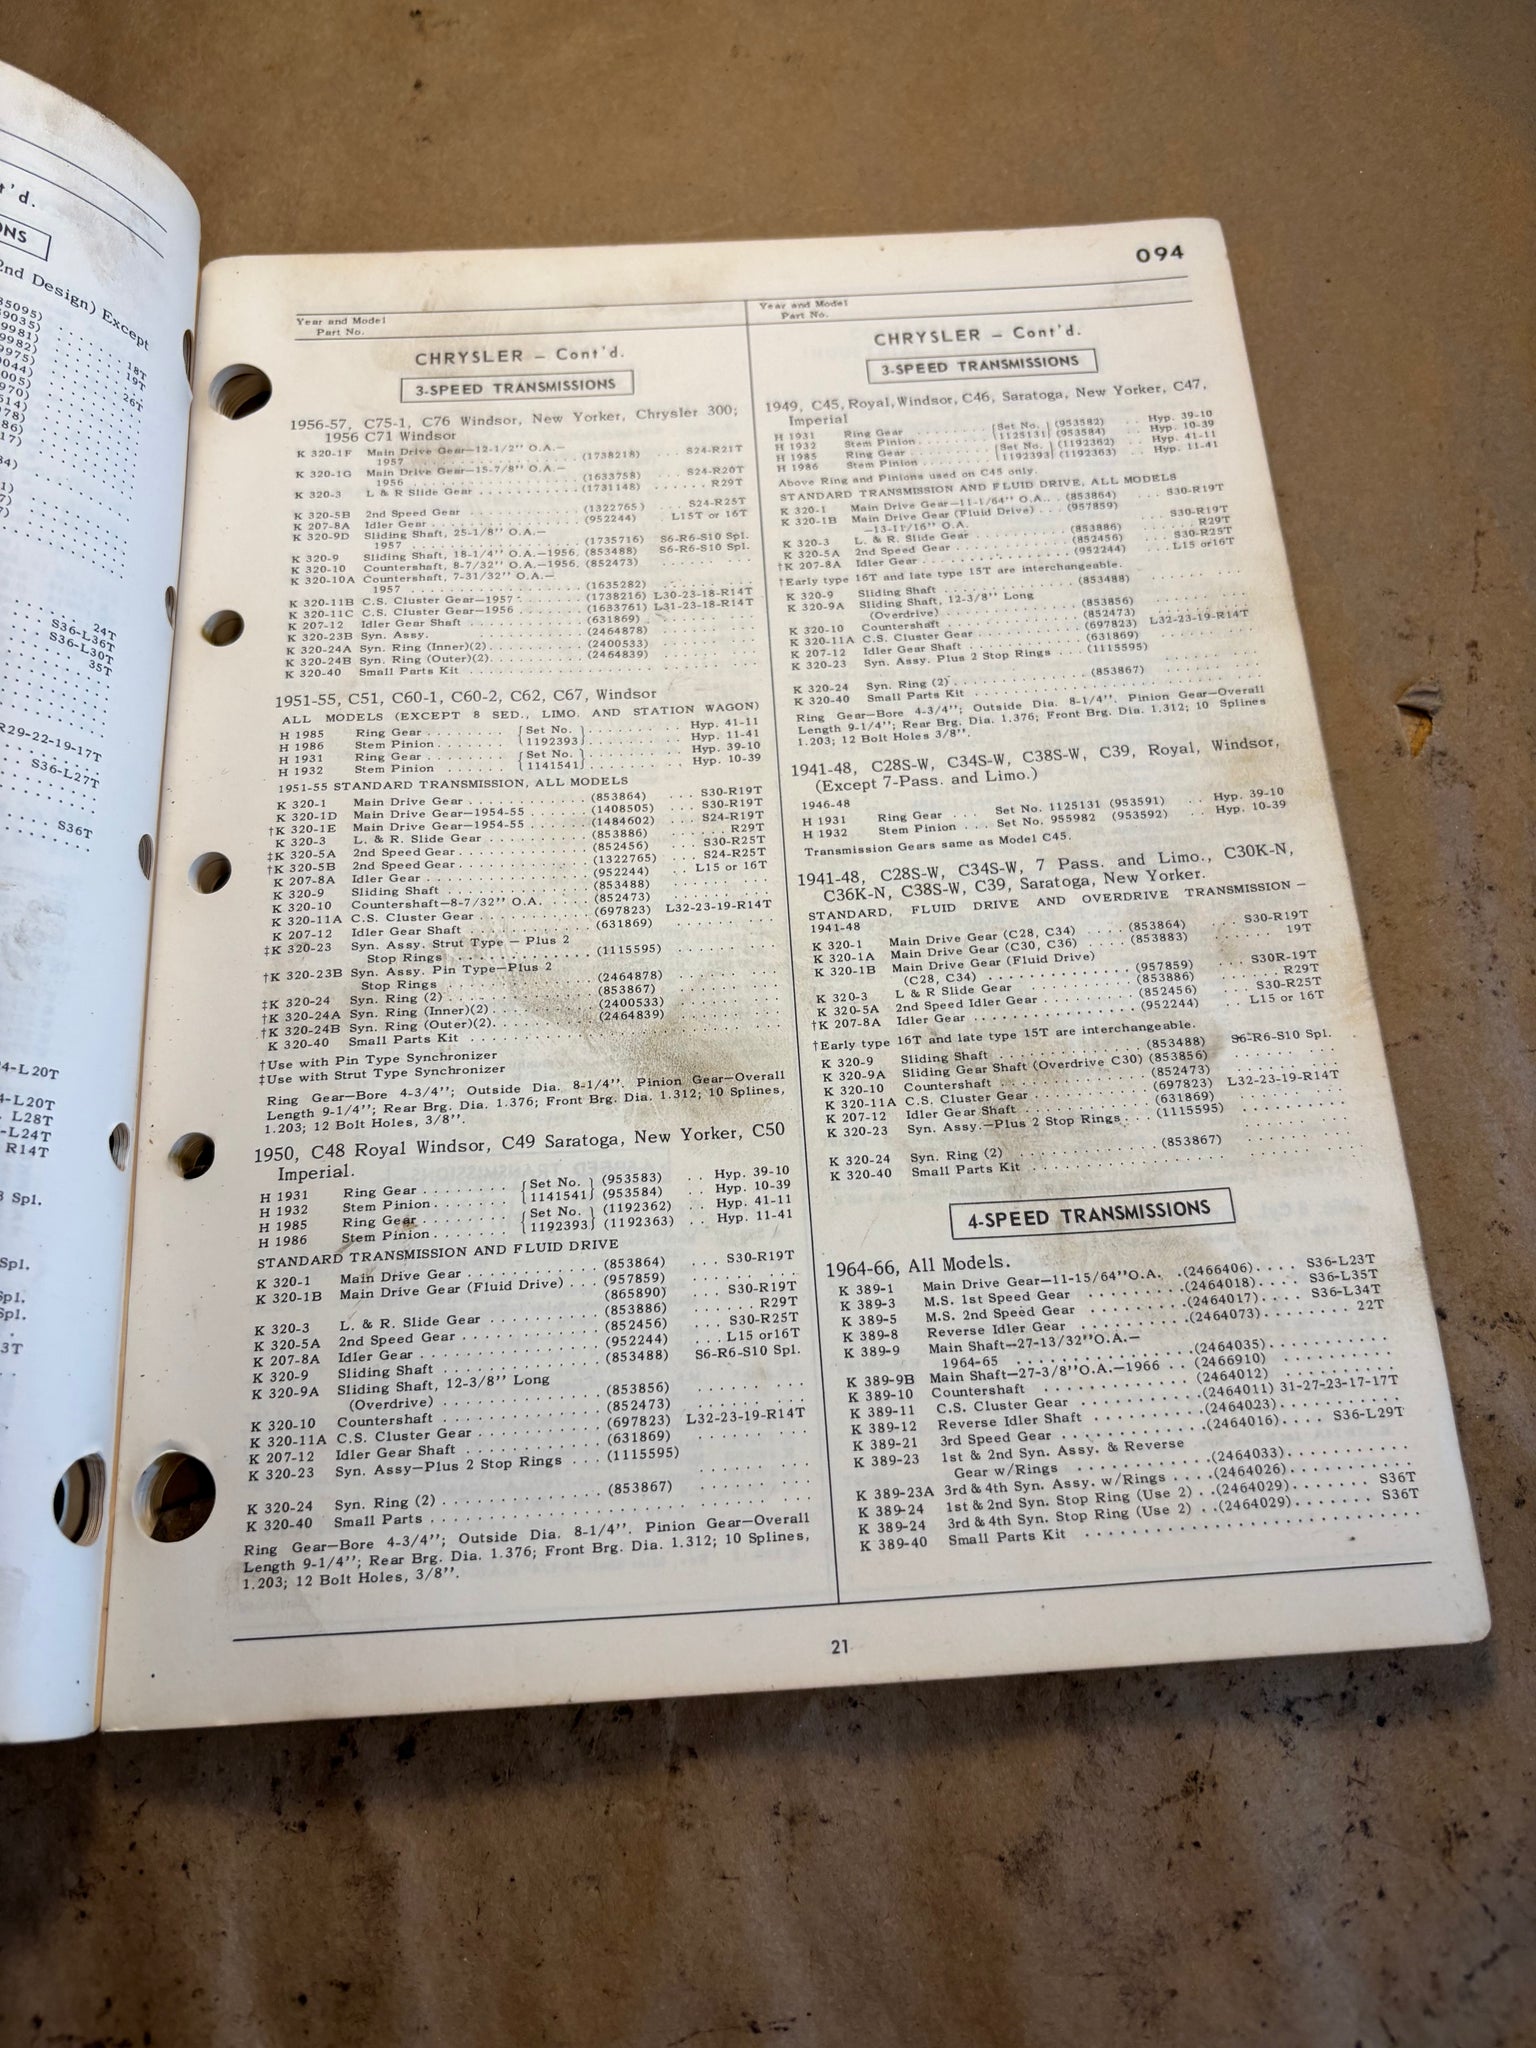 t'd.
ONS
2nd Design) Except
35095)
9035)
9981)
9982)
9975)
9044)
005)
970)
514)
78)
86)
17)
34)
1)
7)
18T
19T
26T
24T
S36-L36T
S36-L30T
35T
R29-22-19-17T
S36-L27T
S36T
4-L20T
4-L20T
L28T
-L24T
R14T
8 Spl.
Spl.
Spl.
Spl.
3T
094
Year and Model
Part No.
CHRYSLER – Cont'd.
3-SPEED TRANSMISSIONS
1956-57, C75-1, C76 Windsor, New Yorker, Chrysler 300;
1956 C71 Windsor
K 320-1F Main Drive Gear—12-1/2" O.A.—
1957 . . . . (1738218) . . . S24-R21T
K 320-1G Main Drive Gear—15-7/8" O.A.—
1956 . . . . (1633758) . . . S24-R20T
K 320-3 L & R Slide Gear . . . . (1731148) . . . R29T
K 320-5B 2nd Speed Gear . . . . (1322765) . . . S24-R25T
K 207-8A Idler Gear . . . . (952244) . . . L15T or 16T
K 320-9D Sliding Shaft, 25-1/8" O.A.—
1957 . . . . (1735716) S6-R6-S10 Spl.
K 320-9 Sliding Shaft, 18-1/4" O.A.—1956. (853488) S6-R6-S10 Spl.
K 320-10 Countershaft, 8-7/32" O.A.—1956. (852473) . . . .
K 320-10A Countershaft, 7-31/32" O.A.—
1957 . . . . (1635282) . . . .
K 320-11B C.S. Cluster Gear—1957 . . . . (1738216) L30-23-18-R14T
K 320-11C C.S. Cluster Gear—1956 . . . . (1633761) L31-23-18-R14T
K 207-12 Idler Gear Shaft . . . . (631869) . . . .
K 320-23B Syn. Assy. . . . . (2464878) . . . .
K 320-24A Syn. Ring (Inner)(2) . . . . (2400533) . . . .
K 320-24B Syn. Ring (Outer)(2). . . . (2464839) . . . .
K 320-40 Small Parts Kit . . . .
1951-55, C51, C60-1, C60-2, C62, C67, Windsor
ALL MODELS (EXCEPT 8 SED., LIMO. AND STATION WAGON)
H 1985 Ring Gear . . . . {Set No. } . . . . Hyp. 41-11
H 1986 Stem Pinion . . . . {1192393} . . . . Hyp. 11-41
H 1931 Ring Gear . . . . {Set No. } . . . . Hyp. 39-10
H 1932 Stem Pinion . . . . {1141541} . . . . Hyp. 10-39
1951-55 STANDARD TRANSMISSION, ALL MODELS
K 320-1 Main Drive Gear . . . . (853864) . . . S30-R19T
K 320-1D Main Drive Gear—1954-55 . . . . (1408505) . . . S30-R19T
†K 320-1E Main Drive Gear—1954-55 . . . . (1484602) . . . S24-R19T
K 320-3 L. & R. Slide Gear . . . . (853886) . . . R29T
‡K 320-5A 2nd Speed Gear . . . . (852456) . . . S30-R25T
†K 320-5B 2nd Speed Gear . . . . (1322765) . . . S24-R25T
K 207-8A Idler Gear . . . . (952244) . . . L15 or 16T
K 320-9 Sliding Shaft . . . . (853488) . . . .
K 320-10 Countershaft—8-7/32" O.A. . . . . (852473) . . . .
K 320-11A C.S. Cluster Gear . . . . (697823) L32-23-19-R14T
K 207-12 Idler Gear Shaft . . . . (631869) . . . .
‡K 320-23 Syn. Assy. Strut Type – Plus 2
Stop Rings . . . . (1115595) . . . .
†K 320-23B Syn. Assy. Pin Type—Plus 2
Stop Rings . . . . (2464878) . . . .
‡K 320-24 Syn. Ring (2) . . . . (853867) . . . .
†K 320-24A Syn. Ring (Inner)(2) . . . . (2400533) . . . .
†K 320-24B Syn. Ring (Outer)(2). . . . (2464839) . . . .
K 320-40 Small Parts Kit . . . .
†Use with Pin Type Synchronizer
‡Use with Strut Type Synchronizer
Ring Gear—Bore 4-3/4"; Outside Dia. 8-1/4". Pinion Gear—Overall
Length 9-1/4"; Rear Brg. Dia. 1.376; Front Brg. Dia. 1.312; 10 Splines,
1.203; 12 Bolt Holes, 3/8".
1950, C48 Royal Windsor, C49 Saratoga, New Yorker, C50
Imperial.
H 1931 Ring Gear . . . . {Set No. } (953583) . . Hyp. 39-10
H 1932 Stem Pinion . . . . {1141541} (953584) . . Hyp. 10-39
H 1985 Ring Gear . . . . {Set No. } (1192362) . . Hyp. 41-11
H 1986 Stem Pinion . . . . {1192393} (1192363) . . Hyp. 11-41
STANDARD TRANSMISSION AND FLUID DRIVE
K 320-1 Main Drive Gear . . . . (853864) . . . S30-R19T
K 320-1B Main Drive Gear (Fluid Drive) . . . (957859) . . . .
(865890) . . . S30-R19T
K 320-3 L. & R. Slide Gear . . . . (853886) . . . R29T
K 320-5A 2nd Speed Gear . . . . (852456) . . . S30-R25T
K 207-8A Idler Gear . . . . (952244) . . . L15 or16T
K 320-9 Sliding Shaft . . . . (853488) S6-R6-S10 Spl.
K 320-9A Sliding Shaft, 12-3/8" Long
(Overdrive) . . . . (853856) . . . .
K 320-10 Countershaft . . . . (852473) . . . .
K 320-11A C.S. Cluster Gear . . . . (697823) L32-23-19-R14T
K 207-12 Idler Gear Shaft . . . . (631869)
K 320-23 Syn. Assy—Plus 2 Stop Rings . . . (1115595)
K 320-24 Syn. Ring (2) . . . . (853867) . . . .
K 320-40 Small Parts . . . .
Ring Gear—Bore 4-3/4"; Outside Dia. 8-1/4". Pinion Gear—Overall
Length 9-1/4"; Rear Brg. Dia. 1.376; Front Brg. Dia. 1.312; 10 Splines,
1.203; 12 Bolt Holes, 3/8".
Year and Model
Part No.
CHRYSLER – Cont'd.
3-SPEED TRANSMISSIONS
1949, C45, Royal, Windsor, C46, Saratoga, New Yorker, C47,
Imperial
H 1931 Ring Gear . . . . {Set No. } (953582) . . Hyp. 39-10
H 1932 Stem Pinion . . . . {1125131} (953584) . . Hyp. 10-39
H 1985 Ring Gear . . . . {Set No. } (1192362) . . Hyp. 41-11
H 1986 Stem Pinion . . . . {1192393} (1192363) . . Hyp. 11-41
Above Ring and Pinions used on C45 only.
STANDARD TRANSMISSION AND FLUID DRIVE, ALL MODELS
K 320-1 Main Drive Gear—11-1/64" O.A. . . (853864) . . . S30-R19T
K 320-1B Main Drive Gear (Fluid Drive) . . . (957859)
—13-11/16" O.A. . . . . S30-R19T
K 320-3 L. & R. Slide Gear . . . . (853886) . . . R29T
K 320-5A 2nd Speed Gear . . . . (852456) . . . S30-R25T
†K 207-8A Idler Gear . . . . (952244) . . . L15 or16T
†Early type 16T and late type 15T are interchangeable.
K 320-9 Sliding Shaft . . . . (853488) . . . .
K 320-9A Sliding Shaft, 12-3/8" Long
(Overdrive) . . . . (853856) . . . .
K 320-10 Countershaft . . . . (852473) . . . .
K 320-11A C.S. Cluster Gear . . . . (697823) L32-23-19-R14T
K 207-12 Idler Gear Shaft . . . . (631869)
K 320-23 Syn. Assy. Plus 2 Stop Rings . . . (1115595)
K 320-24 Syn. Ring (2) . . . . (853867) . . . .
K 320-40 Small Parts Kit . . . .
Ring Gear—Bore 4-3/4"; Outside Dia. 8-1/4". Pinion Gear—Overall
Length 9-1/4"; Rear Brg. Dia. 1.376; Front Brg. Dia. 1.312; 10 Splines
1.203; 12 Bolt Holes 3/8".
1941-48, C28S-W, C34S-W, C38S-W, C39, Royal, Windsor,
(Except 7-Pass. and Limo.)
1946-48
H 1931 Ring Gear . . . Set No. 1125131 (953591) . . Hyp. 39-10
H 1932 Stem Pinion . . . Set No. 955982 (953592) . . Hyp. 10-39
Transmission Gears same as Model C45.
1941-48, C28S-W, C34S-W, 7 Pass. and Limo., C30K-N,
C36K-N, C38S-W, C39, Saratoga, New Yorker.
STANDARD, FLUID DRIVE AND OVERDRIVE TRANSMISSION –
1941-48
K 320-1 Main Drive Gear (C28, C34) . . . . (853864) . . . S30-R19T
K 320-1A Main Drive Gear (C30, C36) . . . . (853883) . . . 19T
K 320-1B Main Drive Gear (Fluid Drive)
(C28, C34) . . . . (957859) . . . S30R-19T
K 320-3 L & R Slide Gear . . . . (853886) . . . R29T
K 320-5A 2nd Speed Idler Gear . . . . (852456) . . . S30-R25T
†K 207-8A Idler Gear . . . . (952244) . . . L15 or 16T
†Early type 16T and late type 15T are interchangeable.
K 320-9 Sliding Shaft . . . . (853488) S6-R6-S10 Spl.
K 320-9A Sliding Gear Shaft (Overdrive C30) (853856) . . . .
K 320-10 Countershaft . . . . (852473) . . . .
K 320-11A C.S. Cluster Gear . . . . (697823) L32-23-19-R14T
K 207-12 Idler Gear Shaft . . . . (631869) . . . .
K 320-23 Syn. Assy.—Plus 2 Stop Rings . . . (1115595) . . . .
K 320-24 Syn. Ring (2) . . . . (853867) . . . .
K 320-40 Small Parts Kit . . . .
4-SPEED TRANSMISSIONS
1964-66, All Models.
K 389-1 Main Drive Gear—11-15/64"O.A. .(2466406). . . . S36-L23T
K 389-3 M.S. 1st Speed Gear . . . .(2464018). . . . S36-L35T
K 389-5 M.S. 2nd Speed Gear . . . .(2464017). . . . S36-L34T
K 389-8 Reverse Idler Gear . . . .(2464073). . . . 22T
K 389-9 Main Shaft—27-13/32"O.A.—
1964-65 . . . .(2464035). . . .
K 389-9B Main Shaft—27-3/8"O.A.—1966 . . (2466910) . . . .
K 389-10 Countershaft . . . .(2464012) . . . .
K 389-11 C.S. Cluster Gear . . . .(2464011) 31-27-23-17-17T
K 389-12 Reverse Idler Shaft . . . .(2464023). . . .
K 389-21 3rd Speed Gear . . . .(2464016). . . . S36-L29T
K 389-23 1st & 2nd Syn. Assy. & Reverse
Gear w/Rings . . . .(2464033). . . .
K 389-23A 3rd & 4th Syn. Assy. w/Rings . . . .(2464026). . . .
K 389-24 1st & 2nd Syn. Stop Ring (Use 2) . .(2464029). . . . S36T
K 389-24 3rd & 4th Syn. Stop Ring (Use 2) . .(2464029). . . . S36T
K 389-40 Small Parts Kit . . . .
21